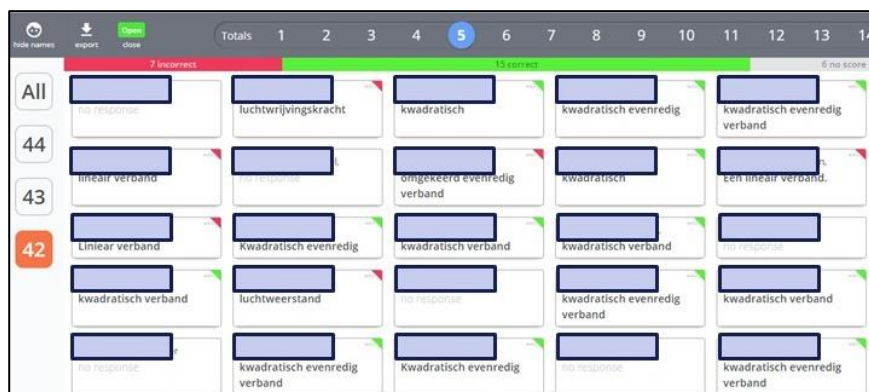 Open
hide names export close
Totals 1 2 3 4 5 6 7 8 9 10 11 12 13 14
7 incorrect 15 correct 6 no score
All
44
43
42
no response
luchtwrijvingskracht
kwadratisch
kwadratisch evenredig
kwadratisch evenredig
verband
lineair verband
no response
omgekeerd evenredig
verband
kwadratisch
Een lineair verband.
Liniear verband
Kwadratisch evenredig
kwadratisch verband
kwadratisch verband
no response
kwadratisch verband
luchtweerstand
no response
kwadratisch evenredig
verband
kwadratisch verband
no response
kwadratisch evenredig
verband
Kwadratisch evenredig
no response
kwadratisch evenredig
verband